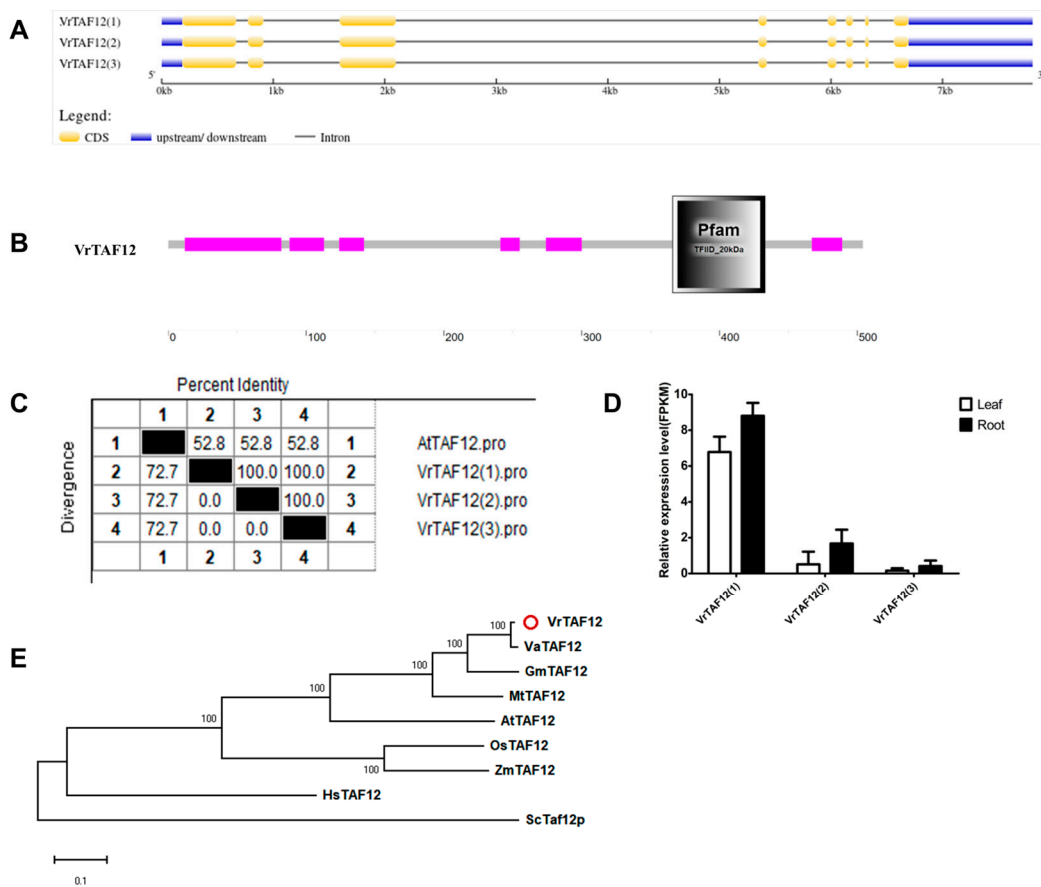 A
VrTAF12(1)
VrTAF12(2)
VrTAF12(3)
5'
3
0kb 1kb 2kb 3kb 4kb 5kb 6kb 7kb
Legend:
CDS upstream/ downstream Intron
B
VrTAF12
Pfam
TFIID_20kDa
0 100 200 300 400 500
C
Percent Identity
Divergence
1 2 3 4
1 52.8 52.8 52.8 1 AtTAF12.pro
2 72.7 100.0 100.0 2 VrTAF12(1).pro
3 72.7 0.0 100.0 3 VrTAF12(2).pro
4 72.7 0.0 0.0 4 VrTAF12(3).pro
1 2 3 4
D
Relative expression level(FPKM)
10
8
6
4
2
0
Leaf
Root
VrTAF12(1) VrTAF12(2) VrTAF12(3)
E
100 VrTAF12
VaTAF12
100 GmTAF12
100 MtTAF12
100 AtTAF12
100 OsTAF12
100 ZmTAF12
HsTAF12
ScTaf12p
0.1